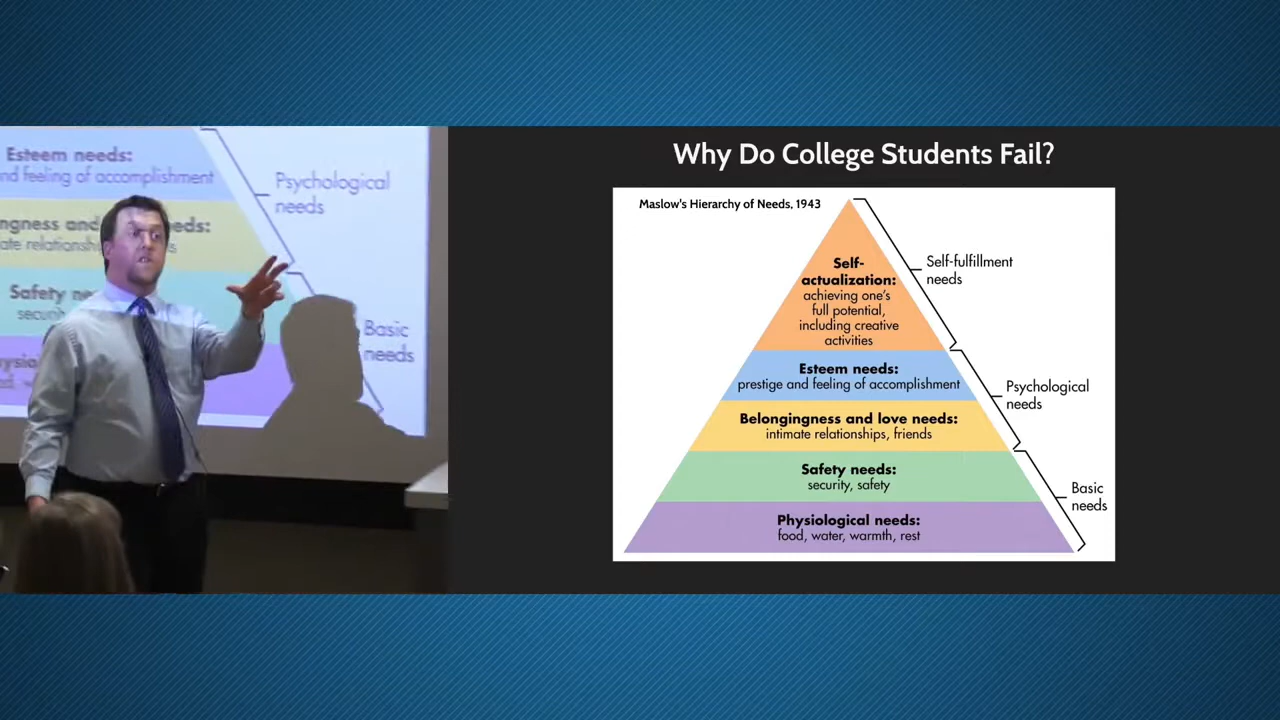 Esteem needs:
and feeling of accomplishment
Psychological
needs
Basic
needs
Why Do College Students Fail?
Maslow's Hierarchy of Needs, 1943
Self-
actualization:
achieving one's
full potential,
including creative
activities
Self-fulfillment
needs
Esteem needs:
prestige and feeling of accomplishment
Psychological
needs
Belongingness and love needs:
intimate relationships, friends
Safety needs:
security, safety
Basic
needs
Physiological needs:
food, water, warmth, rest